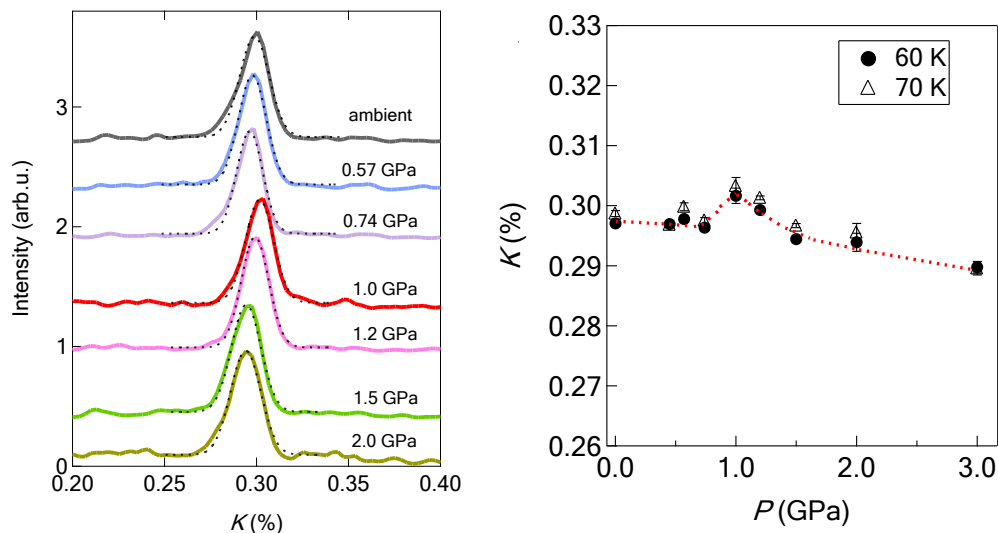 3
2
1
0
Intensity (arb.u.)
ambient
0.57 GPa
0.74 GPa
1.0 GPa
1.2 GPa
1.5 GPa
2.0 GPa
0.20 0.25 0.30 0.35 0.40
K (%)
0.33
0.32
0.31
0.30
0.29
0.28
0.27
0.26
K (%)
60 K
70 K
0.0 1.0 2.0 3.0
P (GPa)